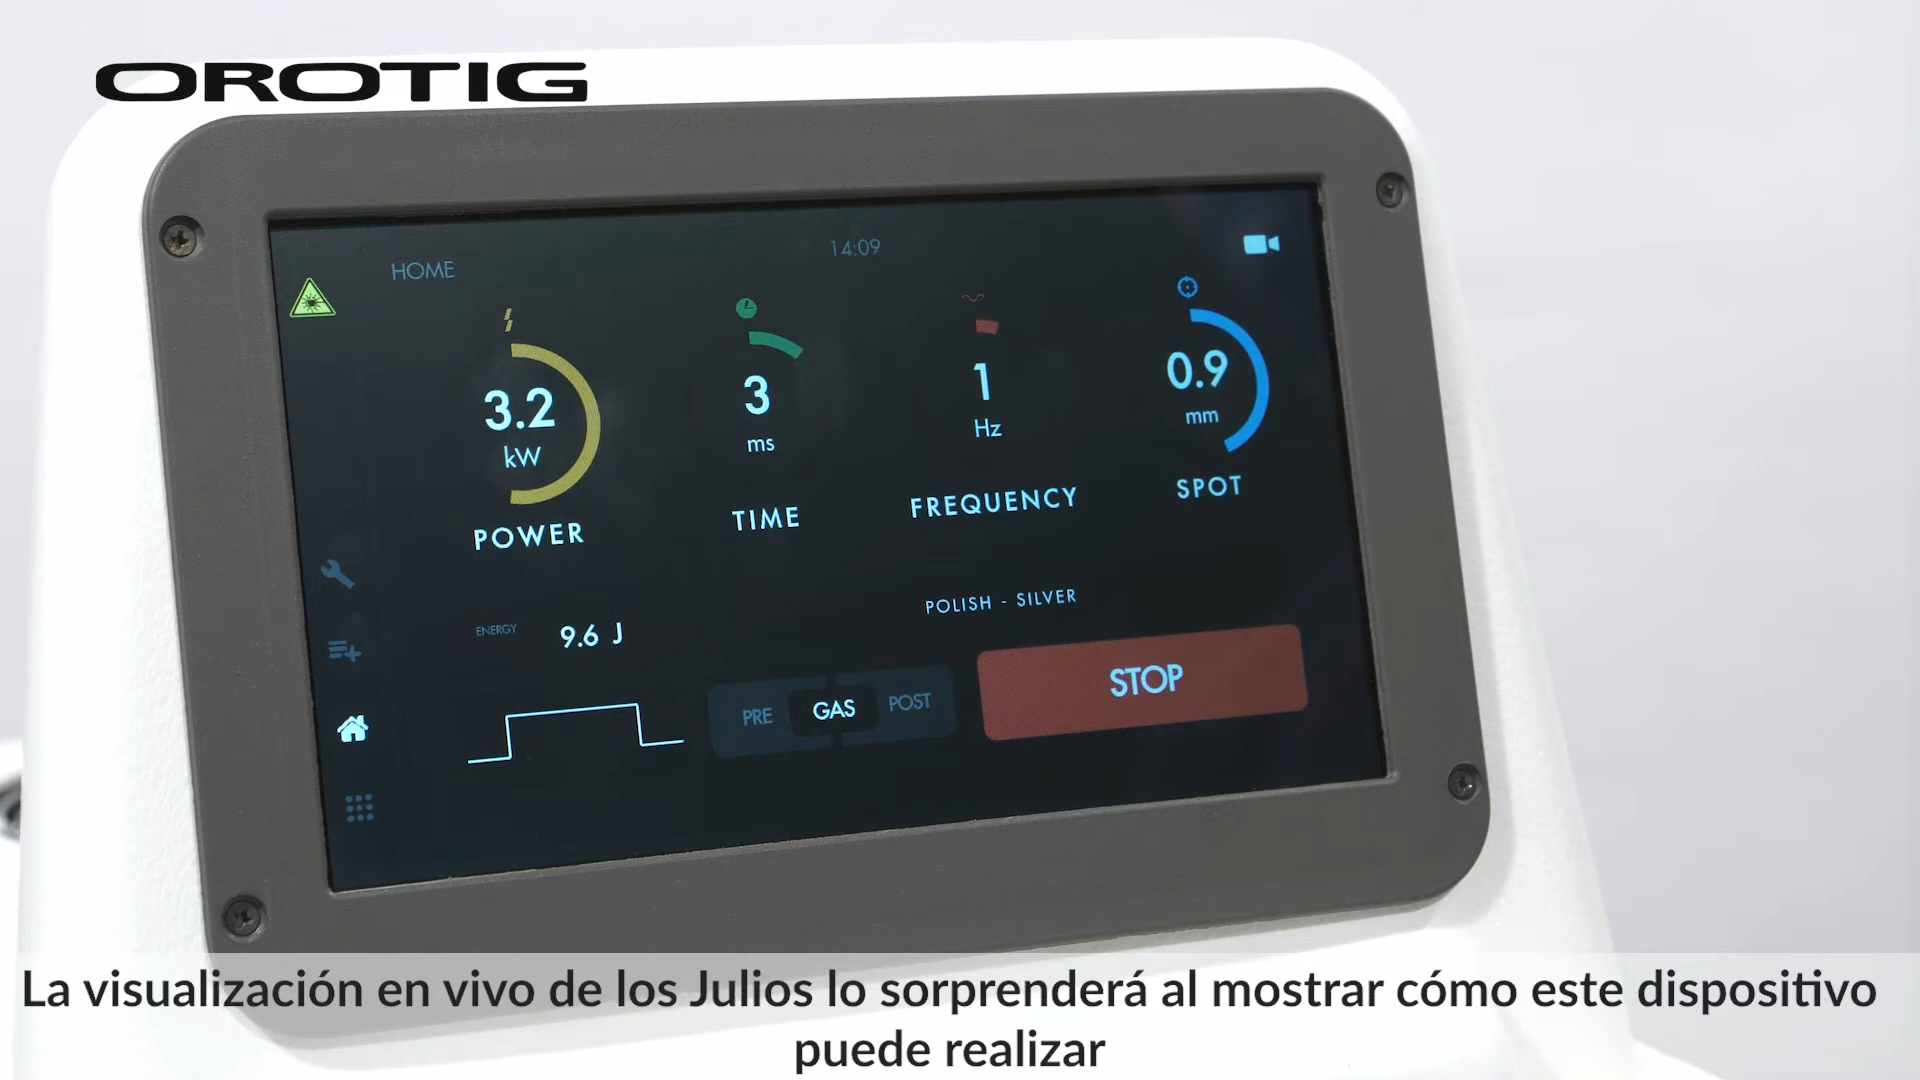 OROTIG
HOME
14:09
3.2
kW
POWER
3
ms
TIME
1
Hz
FREQUENCY
0.9
mm
SPOT
POLISH - SILVER
ENERGY 9.6 J
PRE GAS POST
STOP
La visualización en vivo de los Julios lo sorprenderá al mostrar cómo este dispositivo
puede realizar